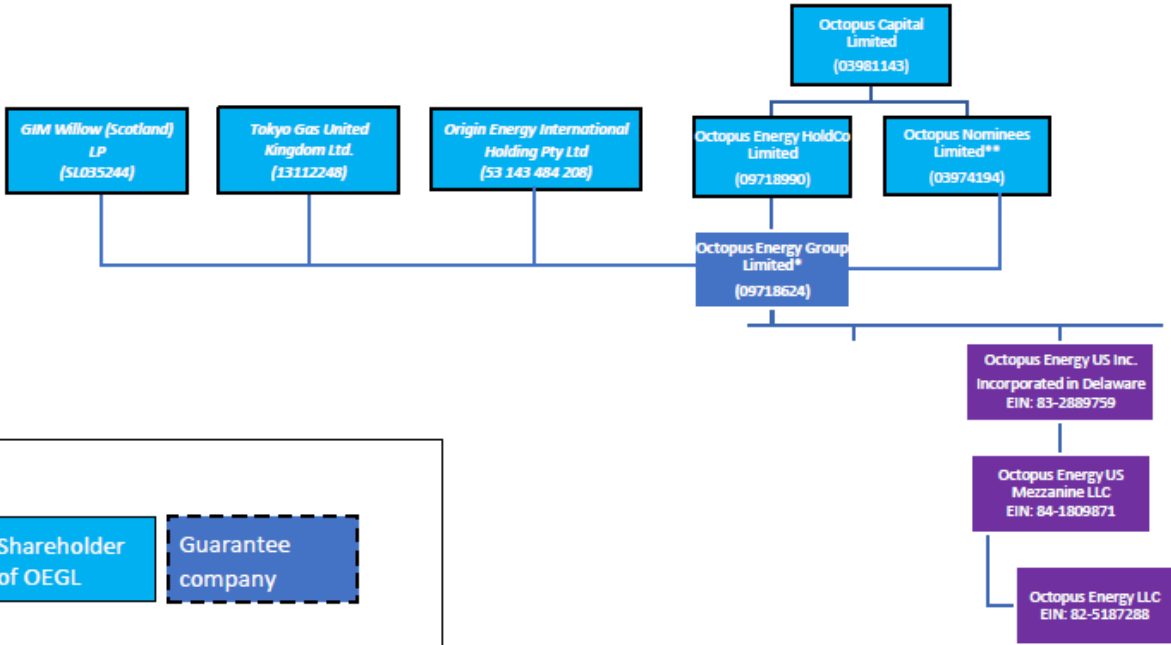 Octopus Capital
Limited
(03981143)
GIM Willow (Scotland)
LP
(SL035244)
Tokyo Gas United
Kingdom Ltd.
(13112248)
Origin Energy International
Holding Pty Ltd
(53 143 484 208)
Octopus Energy HoldCo
Limited
(09718990)
Octopus Nominees
Limited**
(03974194)
Octopus Energy Group
Limited*
(09718624)
Octopus Energy US Inc.
Incorporated in Delaware
EIN: 83-2889759
Octopus Energy US
Mezzanine LLC
EIN: 84-1809871
Octopus Energy LLC
EIN: 82-5187288
Shareholder
of OEGL
Guarantee
company